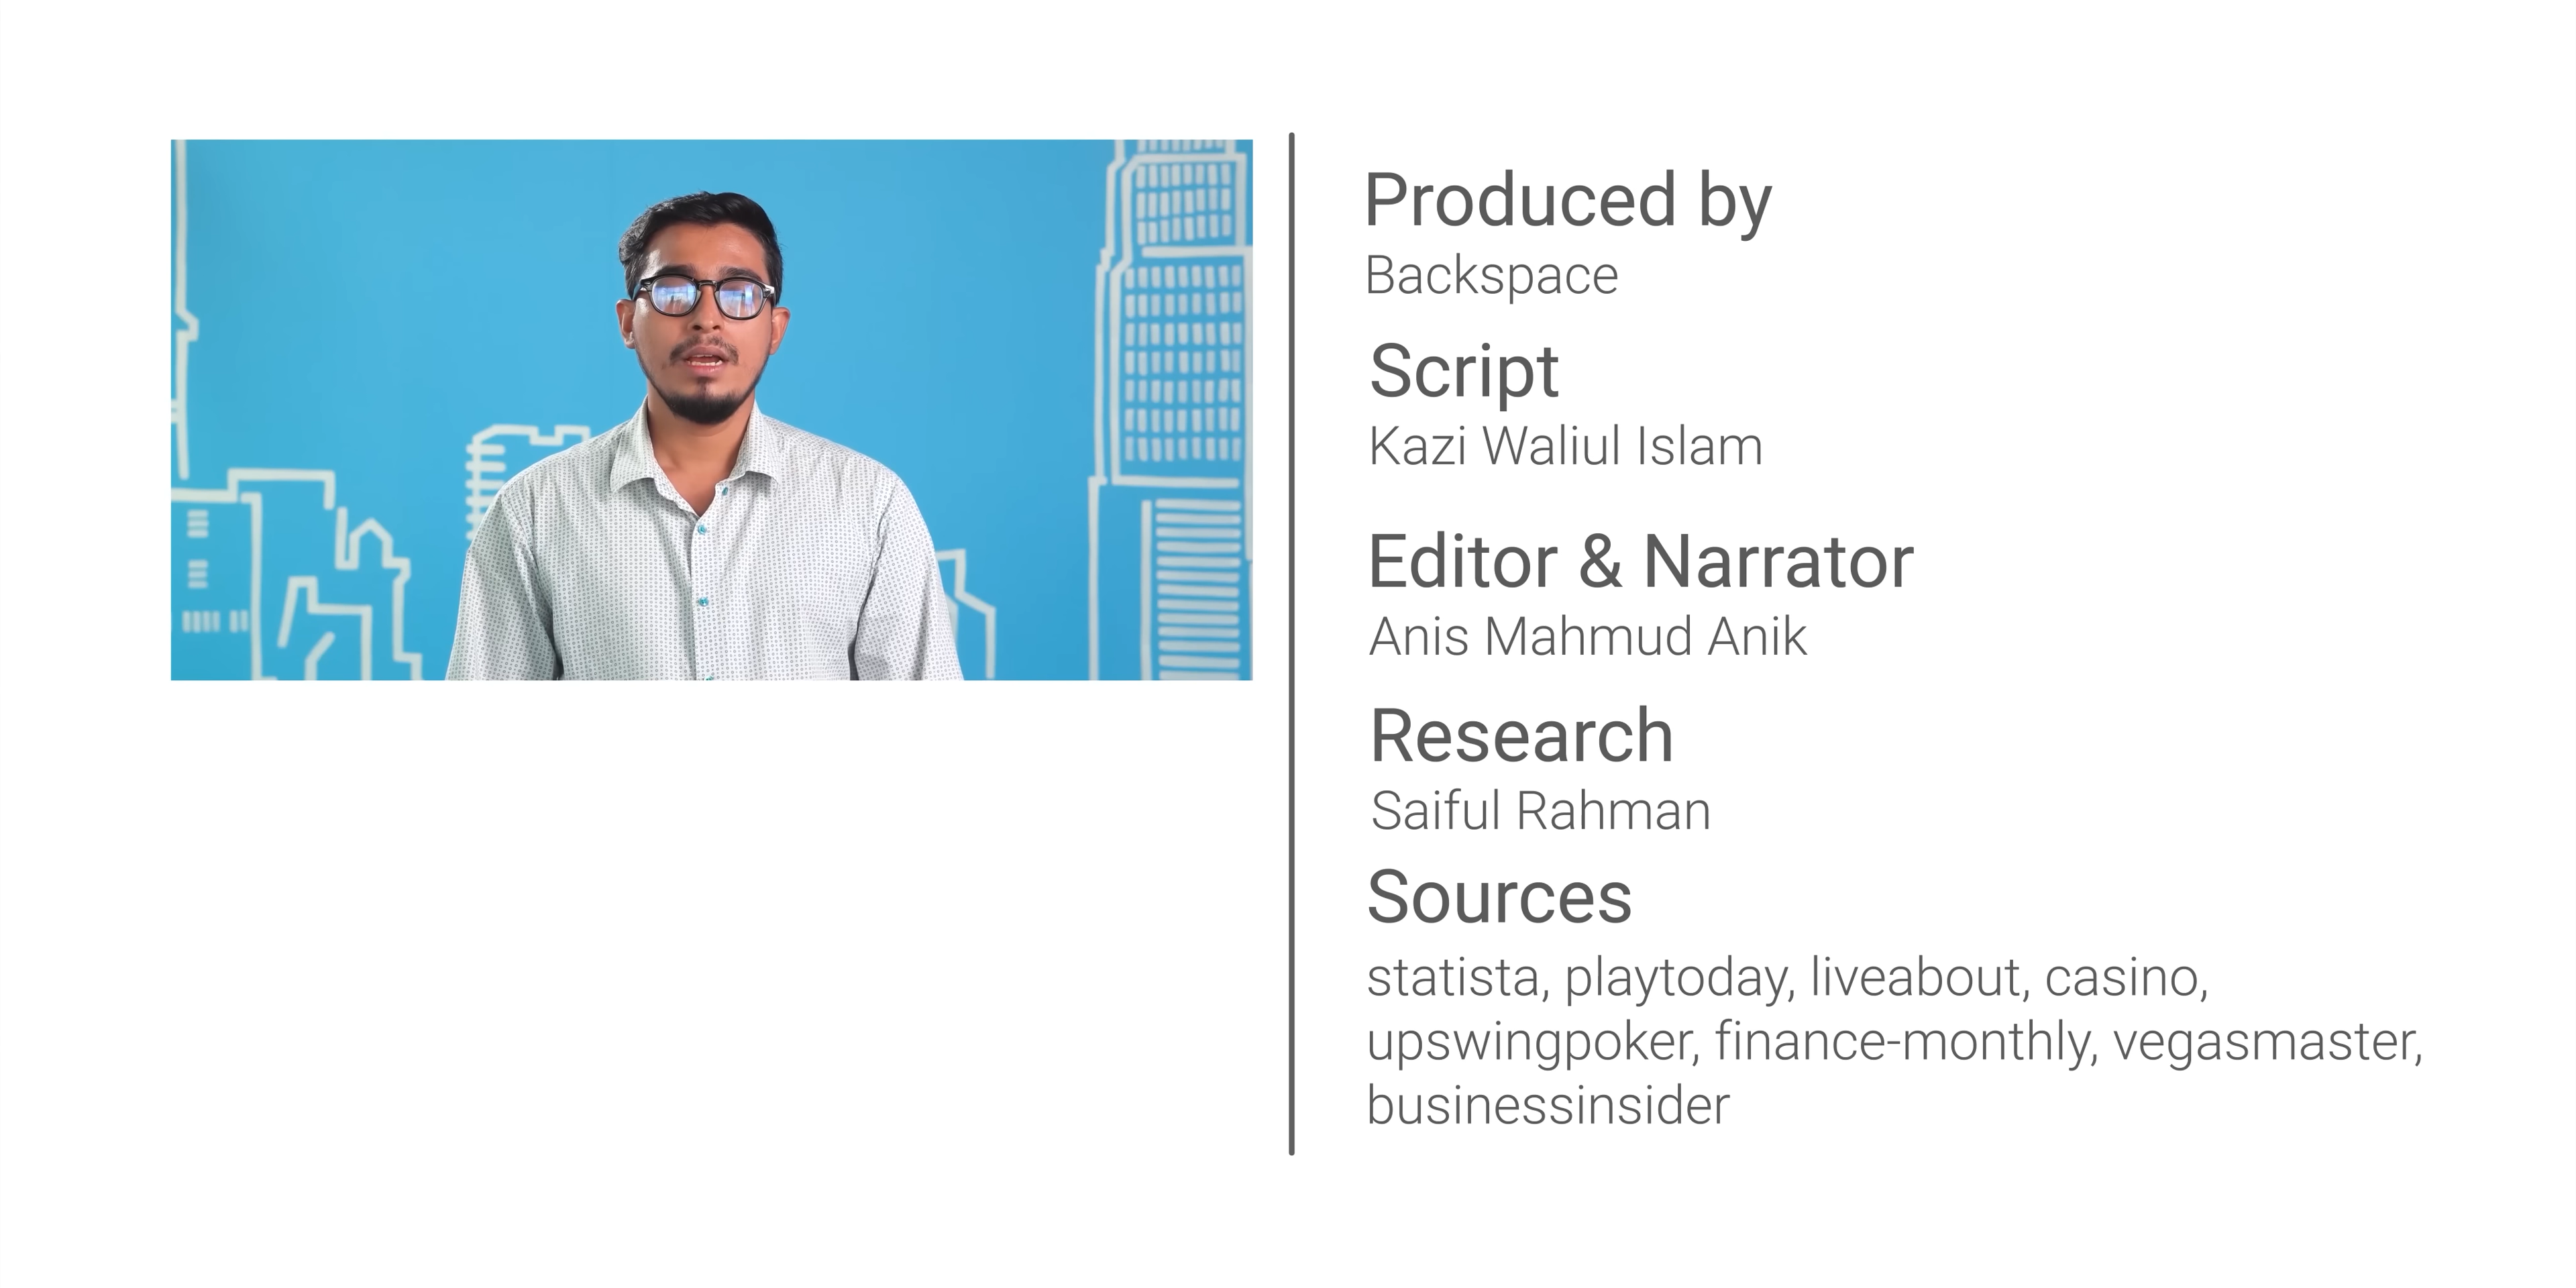 Produced by
Backspace
Script
Kazi Waliul Islam
Editor & Narrator
Anis Mahmud Anik
Research
Saiful Rahman
Sources
statista, playtoday, liveabout, casino,
upswingpoker, finance-monthly, vegasmaster,
businessinsider